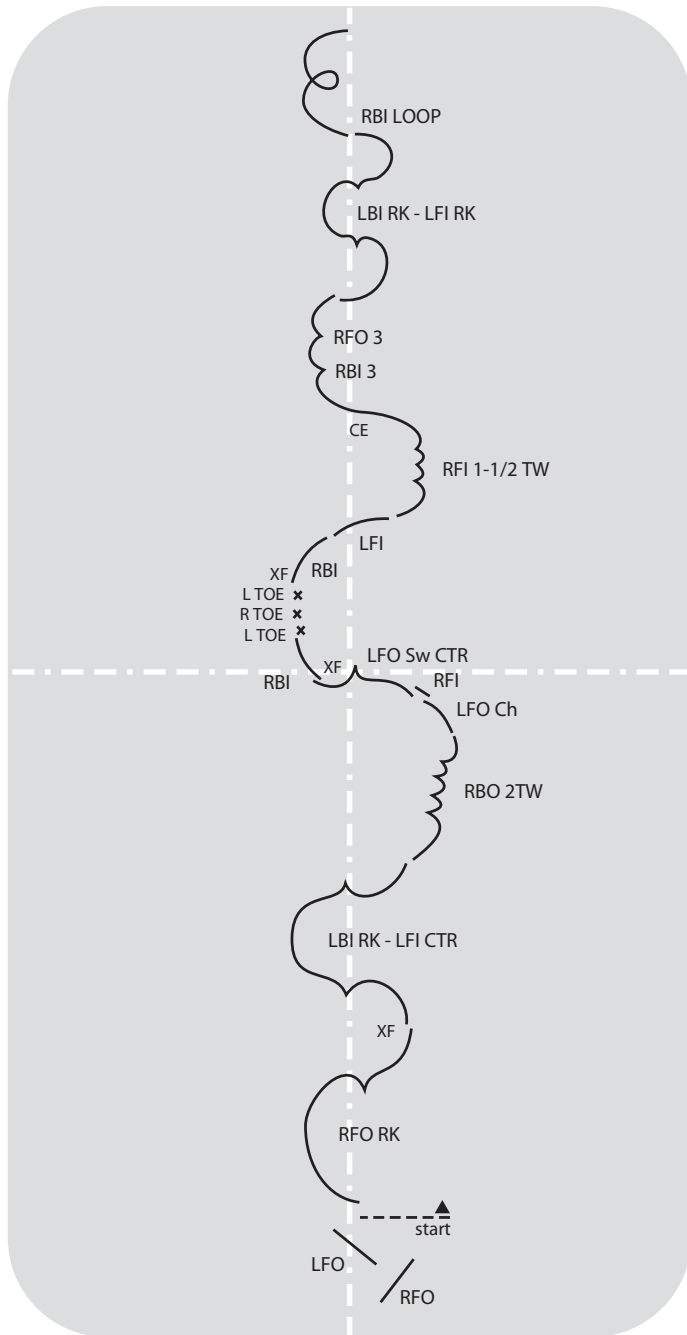 RBI LOOP
LBI RK - LFI RK
RFO 3
RBI 3
CE
RFI 1-1/2 TW
LFI
RBI
XF
L TOE
R TOE
L TOE
LFO Sw CTR
XF
RFI
RBI
LFO Ch
RBO 2TW
LBI RK - LFI CTR
XF
RFO RK
start
LFO
RFO